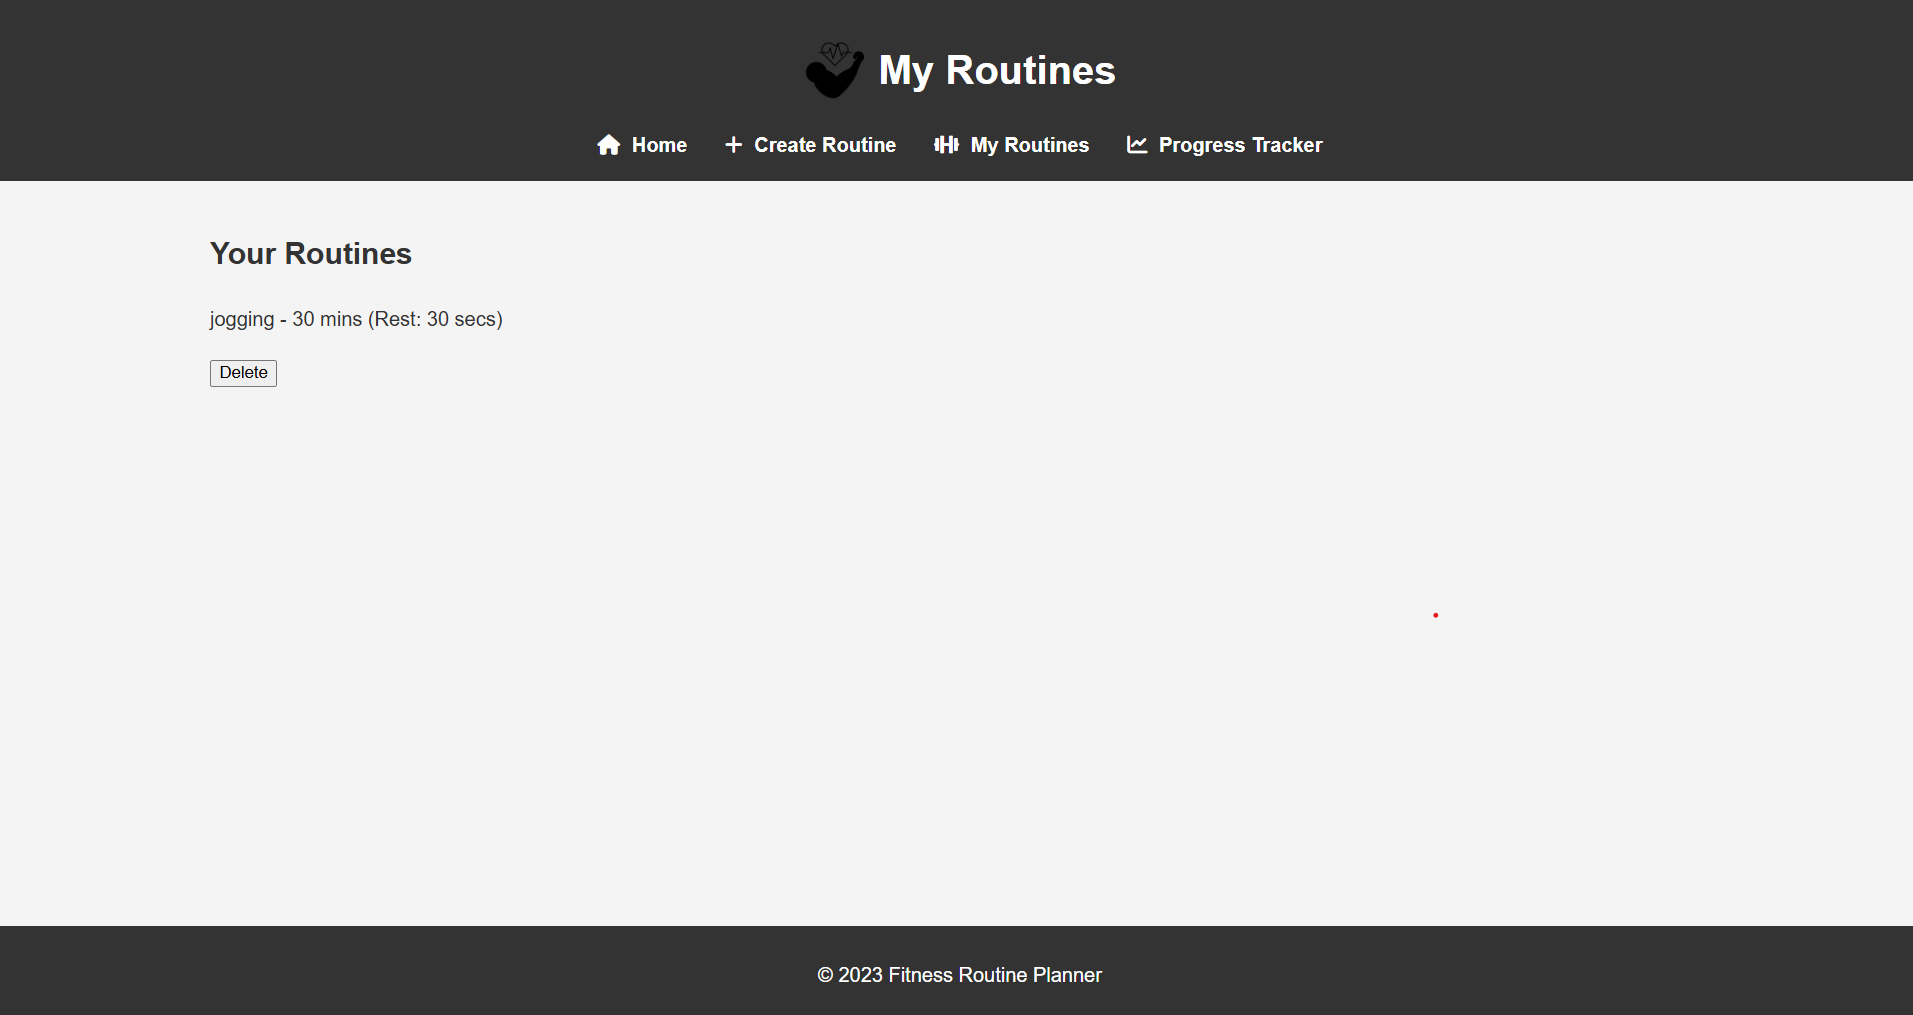 My Routines
Home Create Routine My Routines Progress Tracker
Your Routines
jogging - 30 mins (Rest: 30 secs)
Delete
© 2023 Fitness Routine Planner